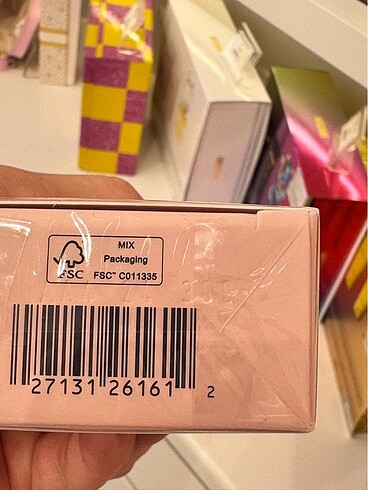 MIX
Packaging
FSC™ C011335
FSC
27131 26161 2